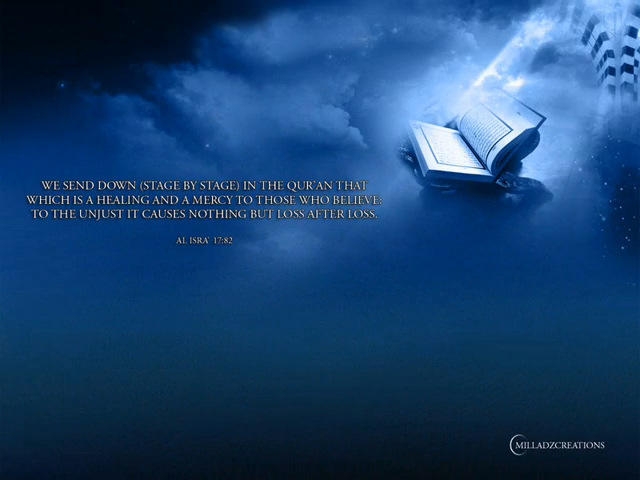 WE SEND DOWN (STAGE BY STAGE) IN THE QUR'AN THAT
WHICH IS A HEALING AND A MERCY TO THOSE WHO BELIEVE:
TO THE UNJUST IT CAUSES NOTHING BUT LOSS AFTER LOSS.
AL ISRA' 17:82
MILLADZCREATIONS